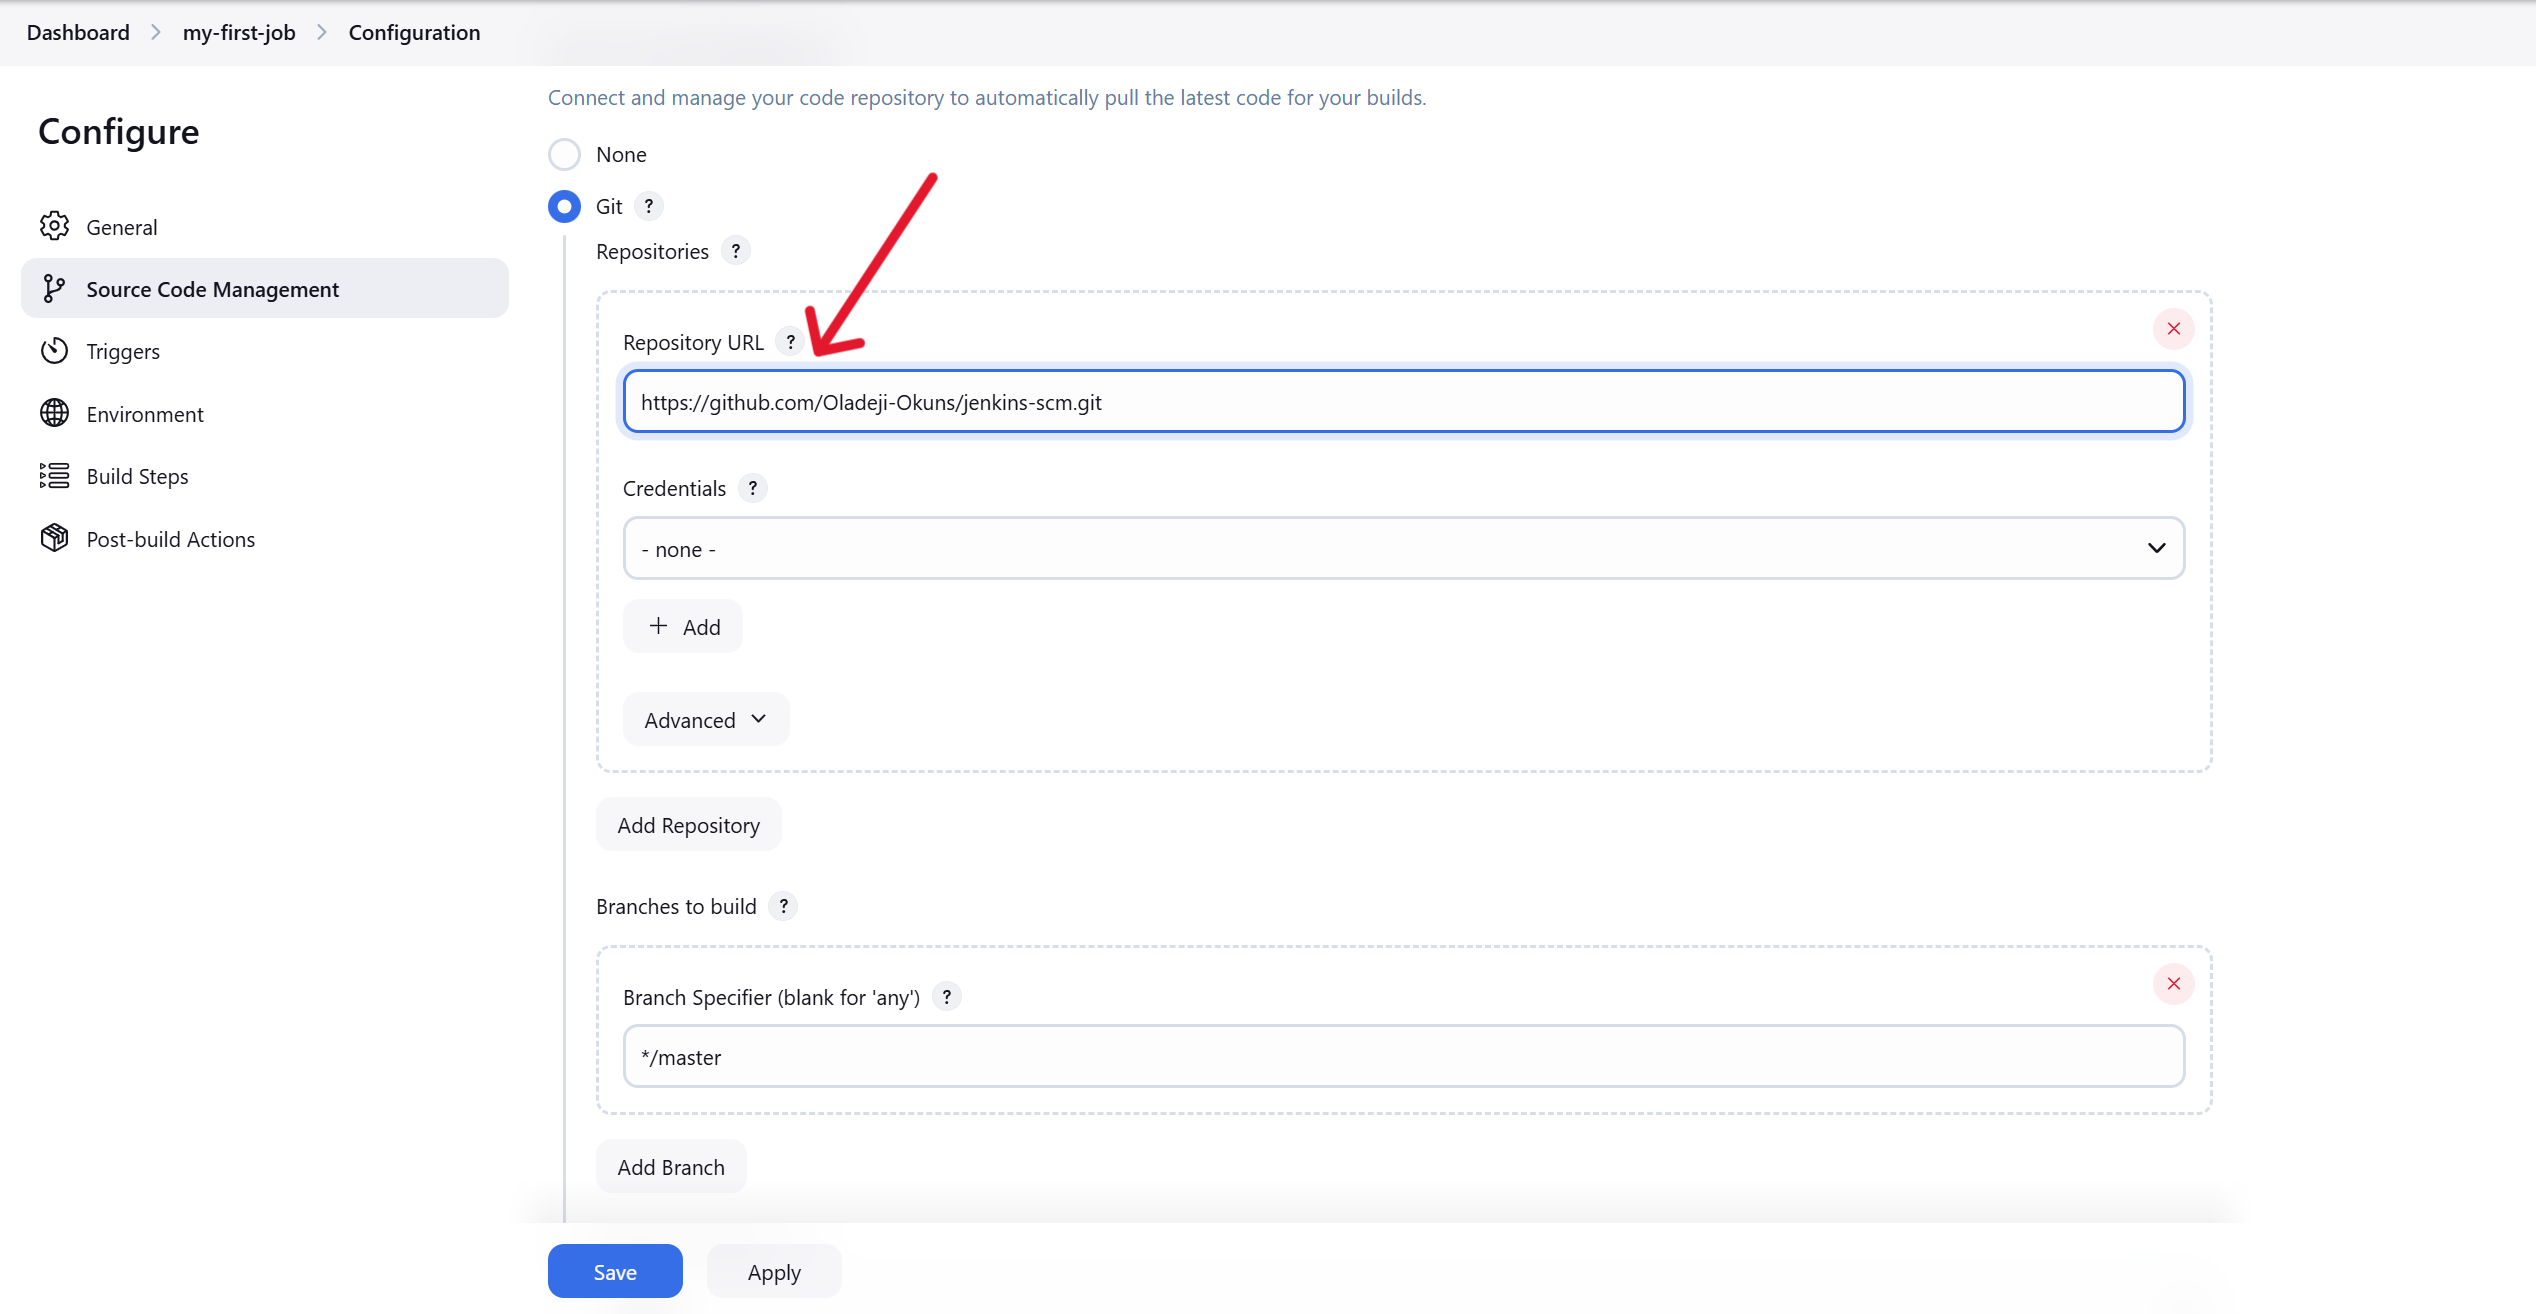 Dashboard > my-first-job > Configuration
Configure
General
Source Code Management
Triggers
Environment
Build Steps
Post-build Actions
Connect and manage your code repository to automatically pull the latest code for your builds.
None
Git ?
Repositories ?
Repository URL ?
https://github.com/Oladeji-Okuns/jenkins-scm.git
Credentials ?
- none -
+ Add
Advanced
Add Repository
Branches to build ?
Branch Specifier (blank for 'any') ?
*/master
Add Branch
Save
Apply